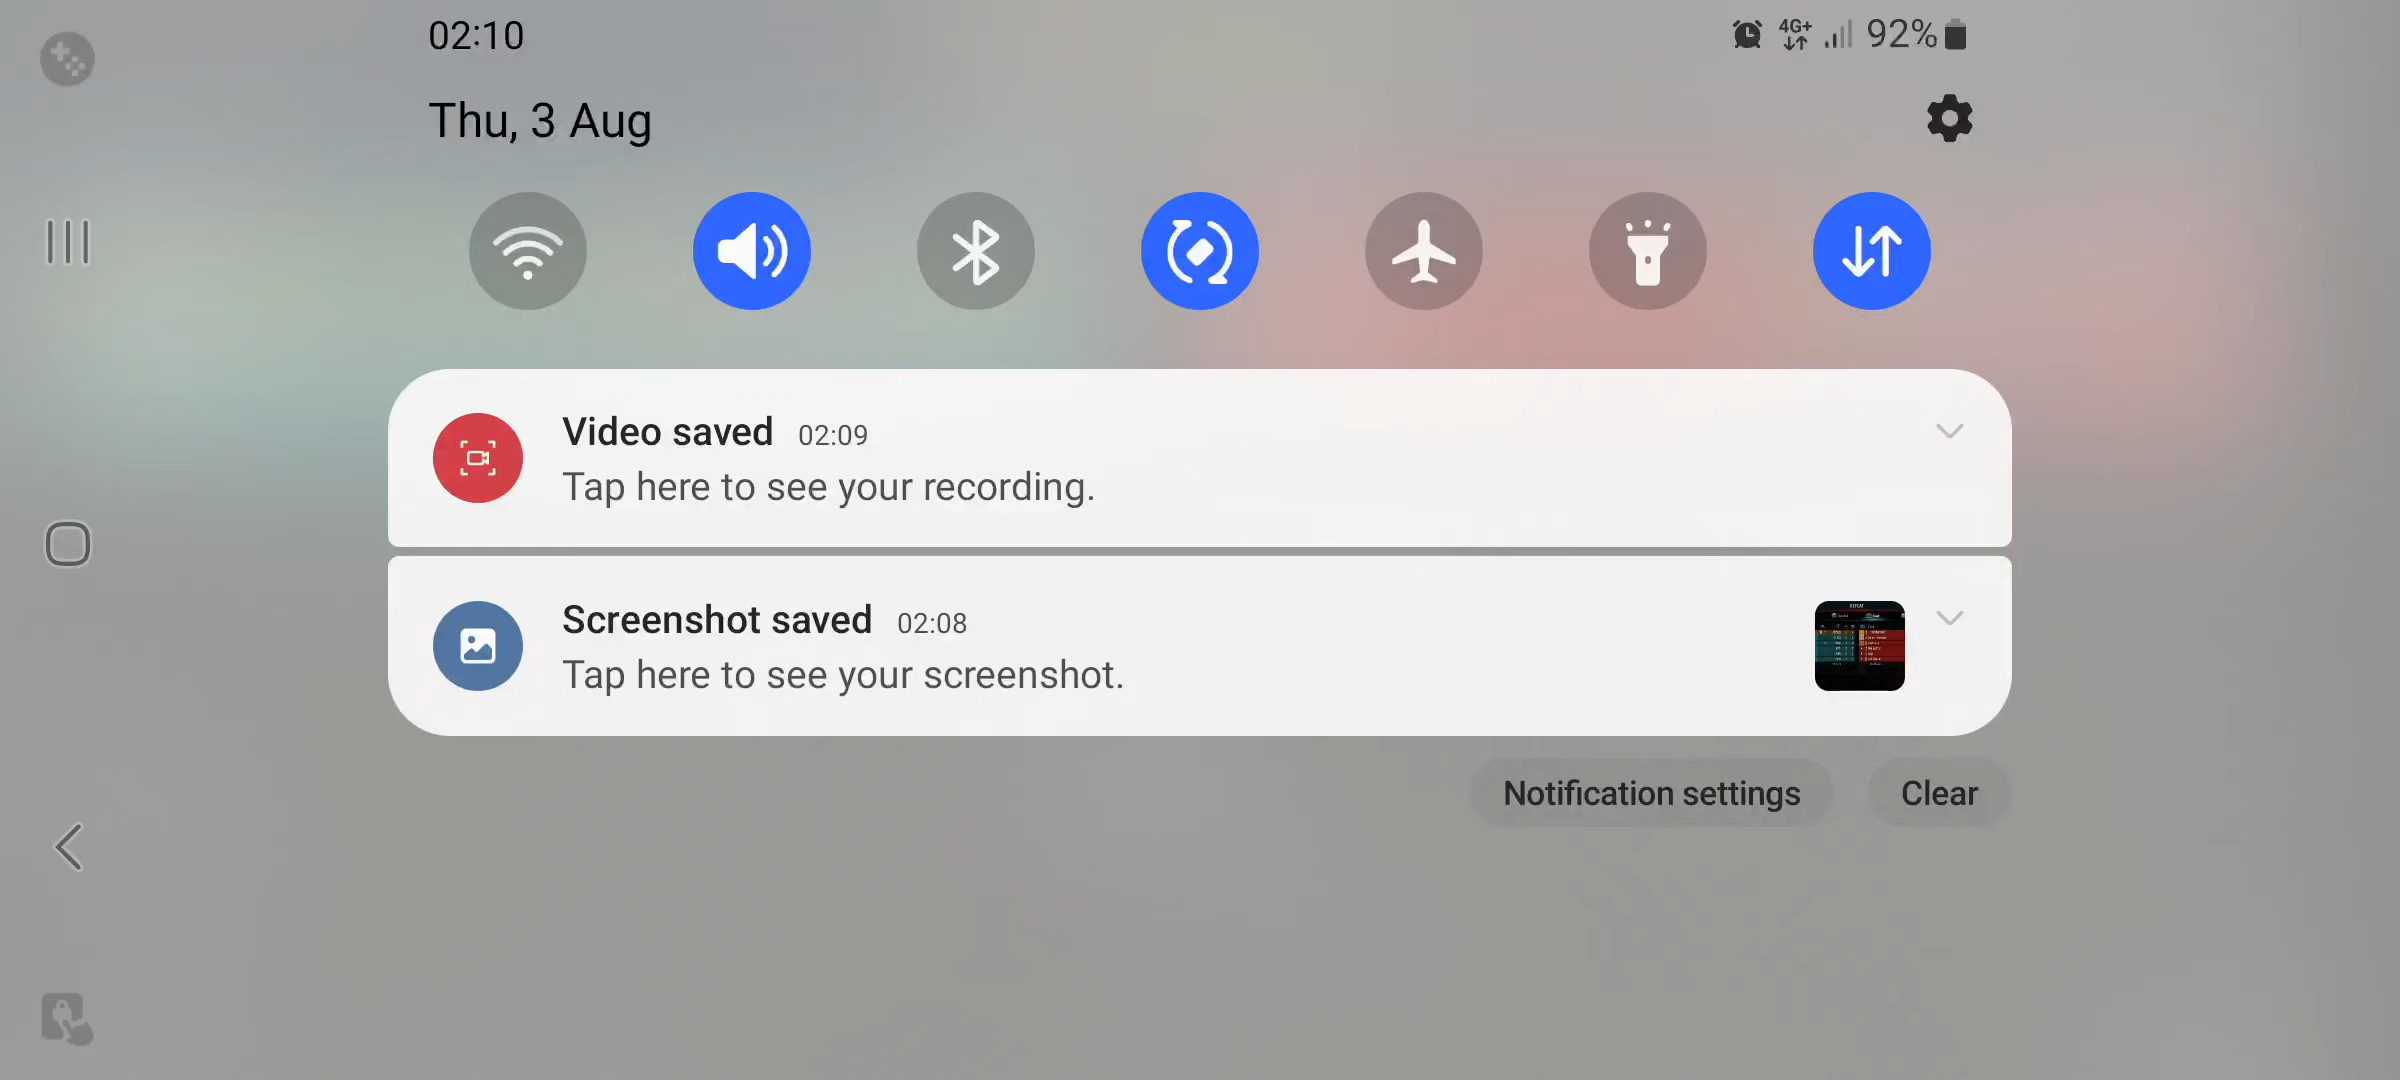 02:10
4G+
92%
Thu, 3 Aug
Video saved 02:09
Tap here to see your recording.
Screenshot saved 02:08
Tap here to see your screenshot.
DEFEAT
Notification settings
Clear